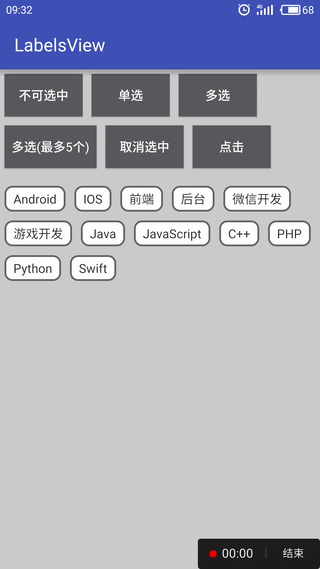 09:32 4G 68
LabelsView
不可选中 单选 多选
多选(最多5个) 取消选中 点击
Android IOS 前端 后台 微信开发
游戏开发 Java JavaScript C++ PHP
Python Swift
00:00 结束